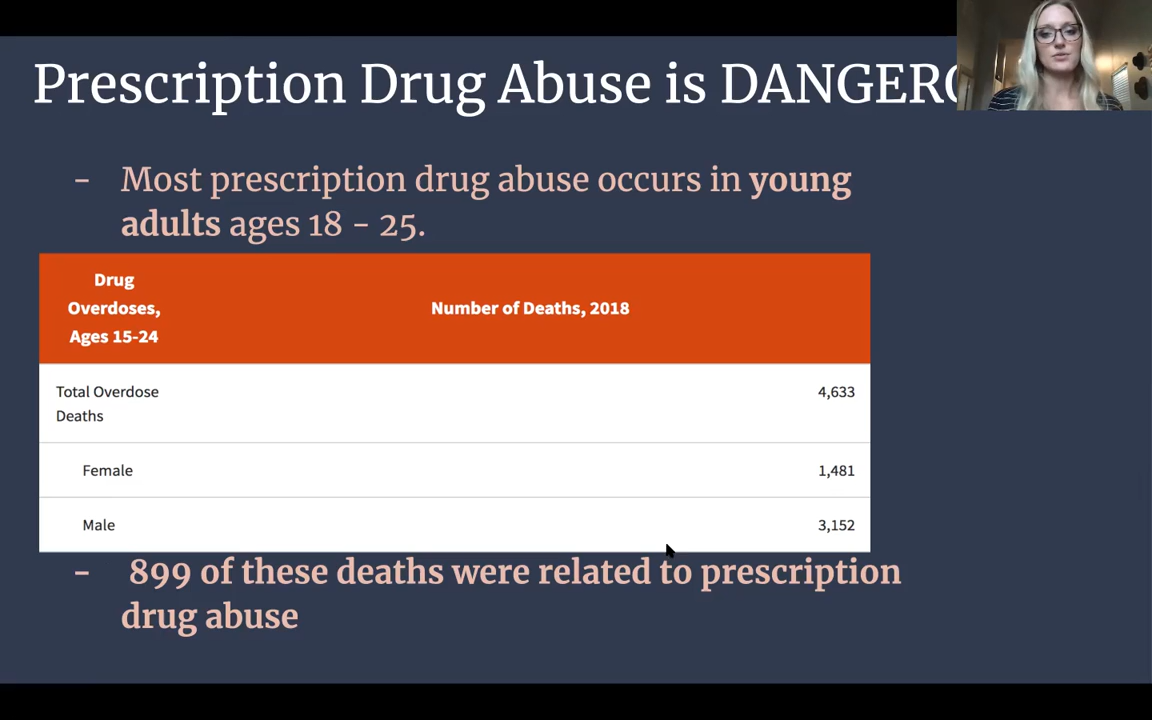 Prescription Drug Abuse is DANGERO
- Most prescription drug abuse occurs in young
adults ages 18 - 25.
Drug
Overdoses,
Ages 15-24
Number of Deaths, 2018
Total Overdose
Deaths
4,633
Female
1,481
Male
3,152
- 899 of these deaths were related to prescription
drug abuse